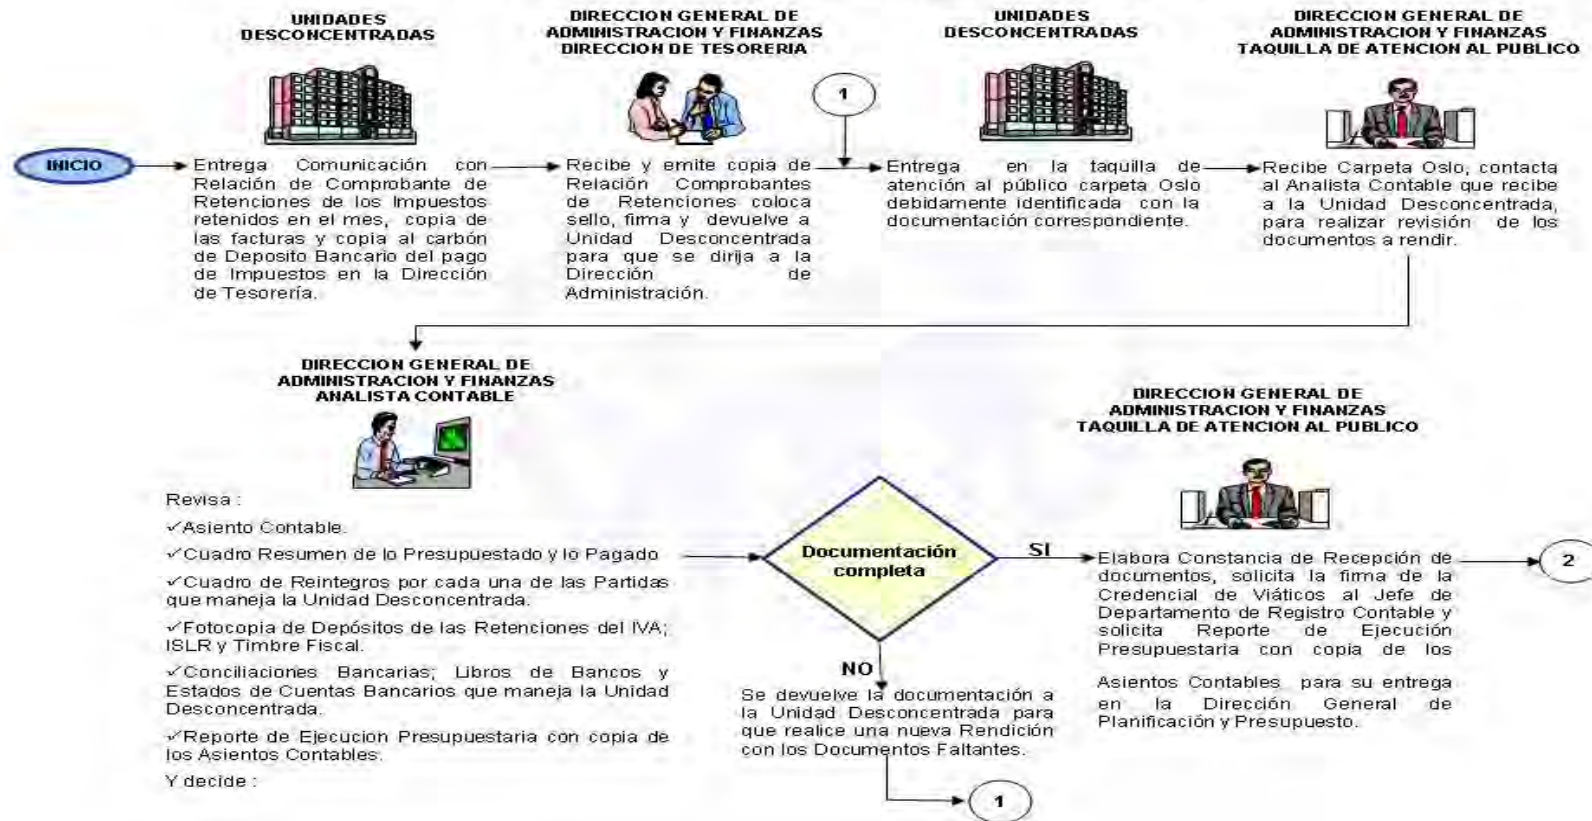 UNIDADES
DESCONCENTRADAS
DIRECCION GENERAL DE
ADMINISTRACION Y FINANZAS
DIRECCION DE TESORERIA
1
UNIDADES
DESCONCENTRADAS
DIRECCION GENERAL DE
ADMINISTRACION Y FINANZAS
TAQUILLA DE ATENCION AL PUBLICO
INICIO
Entrega Comunicación con
Relación de Comprobante de
Retenciones de los Impuestos
retenidos en el mes, copia de
las facturas y copia al carbón
de Deposito Bancario del pago
de Impuestos en la Dirección
de Tesorería.
Recibe y emite copia de
Relación Comprobantes
de Retenciones coloca
sello, firma y devuelve a
Unidad Desconcentrada
para que se dirija a la
Dirección de
Administración.
Entrega en la taquilla de
atención al público carpeta Oslo
debidamente identificada con la
documentación correspondiente.
Recibe Carpeta Oslo, contacta
al Analista Contable que recibe
a la Unidad Desconcentrada,
para realizar revisión de los
documentos a rendir.
DIRECCION GENERAL DE
ADMINISTRACION Y FINANZAS
ANALISTA CONTABLE
Revisa :
✓Asiento Contable.
✓Cuadro Resumen de lo Presupuestado y lo Pagado
✓Cuadro de Reintegros por cada una de las Partidas
que maneja la Unidad Desconcentrada.
✓Fotocopia de Depósitos de las Retenciones del IVA;
ISLR y Timbre Fiscal.
✓Conciliaciones Bancarias; Libros de Bancos y
Estados de Cuentas Bancarios que maneja la Unidad
Desconcentrada.
✓Reporte de Ejecucion Presupuestaria con copia de
los Asientos Contables.
Y decide :
Documentación
completa
SI
NO
Se devuelve la documentación a
la Unidad Desconcentrada para
que realice una nueva Rendición
con los Documentos Faltantes.
1
DIRECCION GENERAL DE
ADMINISTRACION Y FINANZAS
TAQUILLA DE ATENCION AL PUBLICO
Elabora Constancia de Recepción de
documentos, solicita la firma de la
Credencial de Viáticos al Jefe de
Departamento de Registro Contable y
solicita Reporte de Ejecución
Presupuestaria con copia de los
Asientos Contables para su entrega
en la Dirección General de
Planificación y Presupuesto.
2